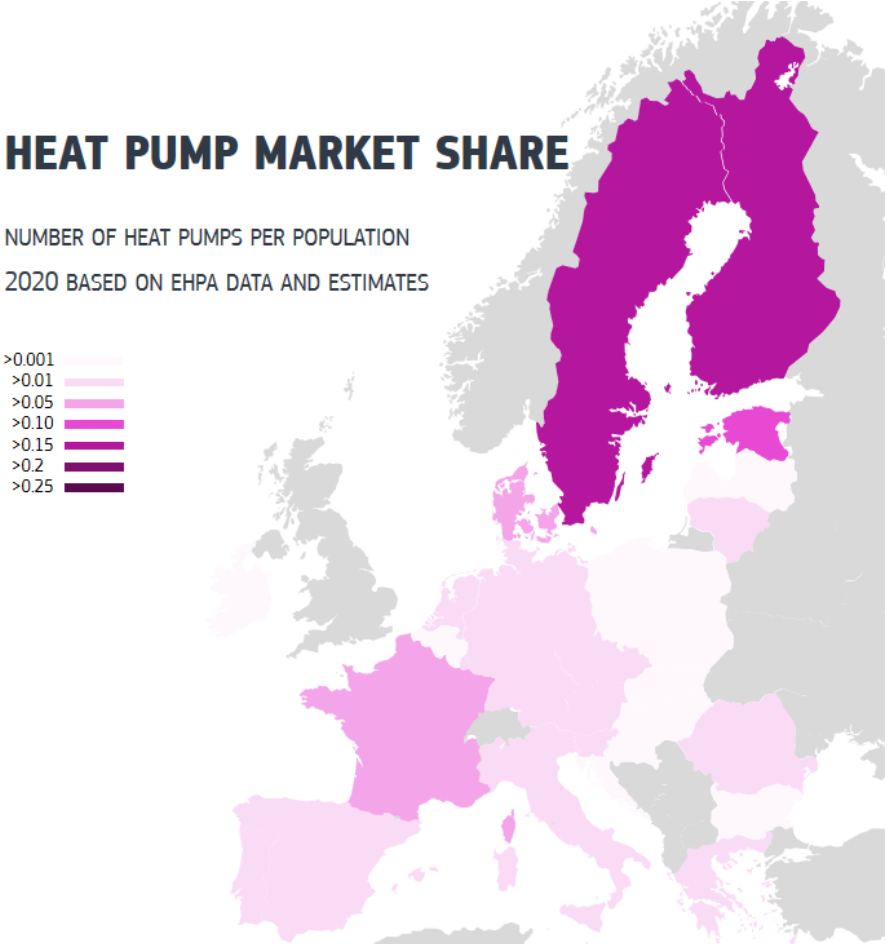 HEAT PUMP MARKET SHARE
NUMBER OF HEAT PUMPS PER POPULATION
2020 BASED ON EHPA DATA AND ESTIMATES
>0.001
>0.01
>0.05
>0.10
>0.15
>0.2
>0.25